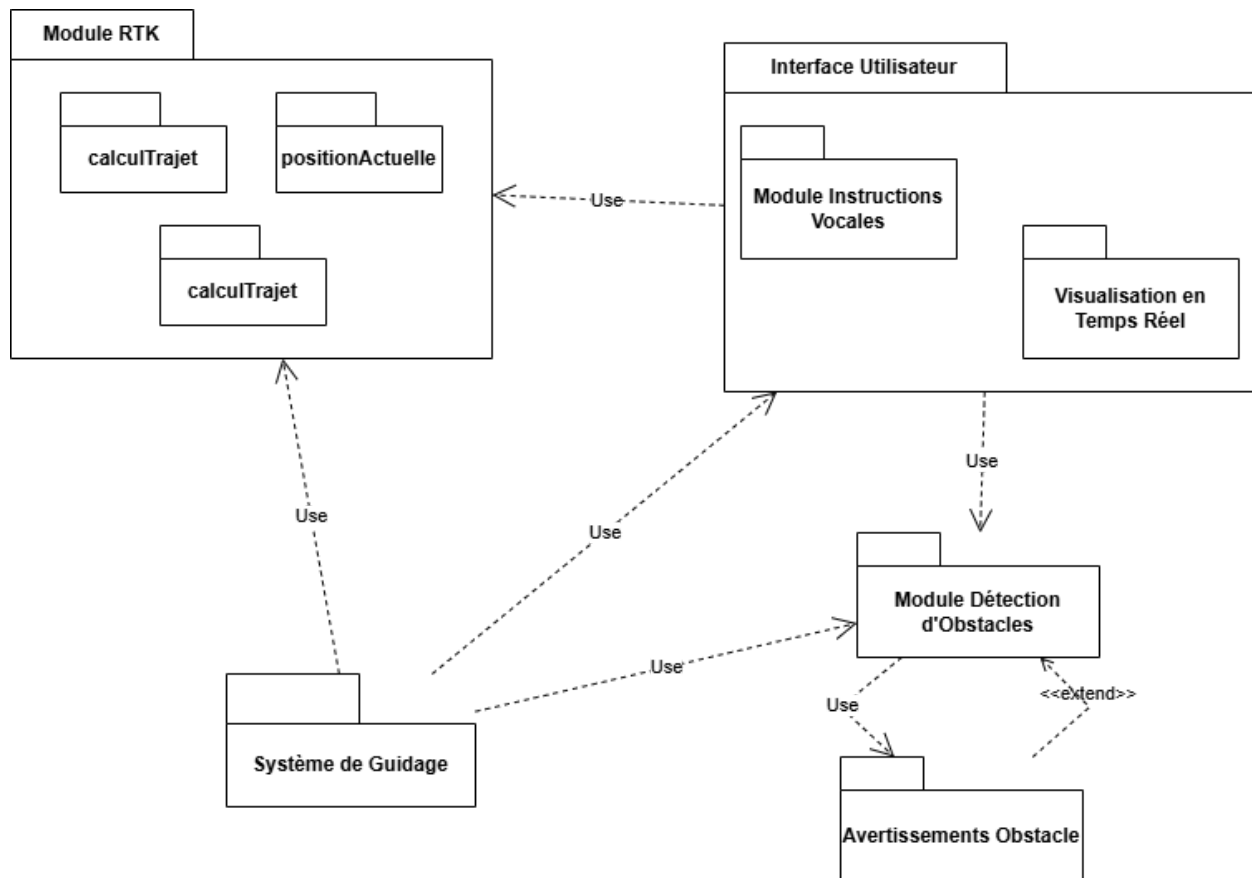 Module RTK
Interface Utilisateur
calculTrajet
positionActuelle
Module Instructions
Vocales
Use
calculTrajet
Visualisation en
Temps Réel
Use
Use
Use
Module Détection
d'Obstacles
Use
<<extend>>
Use
Système de Guidage
Avertissements Obstacle